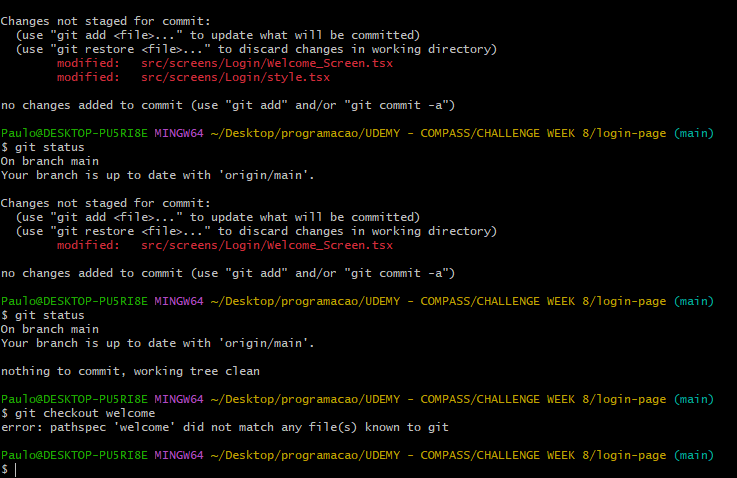 Changes not staged for commit:
  (use "git add <file>..." to update what will be committed)
  (use "git restore <file>..." to discard changes in working directory)
        modified:   src/screens/Login/Welcome_Screen.tsx
        modified:   src/screens/Login/style.tsx

no changes added to commit (use "git add" and/or "git commit -a")

Paulo@DESKTOP-PU5RI8E MINGW64 ~/Desktop/programacao/UDEMY - COMPASS/CHALLENGE WEEK 8/login-page (main)
$ git status
On branch main
Your branch is up to date with 'origin/main'.

Changes not staged for commit:
  (use "git add <file>..." to update what will be committed)
  (use "git restore <file>..." to discard changes in working directory)
        modified:   src/screens/Login/Welcome_Screen.tsx

no changes added to commit (use "git add" and/or "git commit -a")

Paulo@DESKTOP-PU5RI8E MINGW64 ~/Desktop/programacao/UDEMY - COMPASS/CHALLENGE WEEK 8/login-page (main)
$ git status
On branch main
Your branch is up to date with 'origin/main'.

nothing to commit, working tree clean

Paulo@DESKTOP-PU5RI8E MINGW64 ~/Desktop/programacao/UDEMY - COMPASS/CHALLENGE WEEK 8/login-page (main)
$ git checkout welcome
error: pathspec 'welcome' did not match any file(s) known to git

Paulo@DESKTOP-PU5RI8E MINGW64 ~/Desktop/programacao/UDEMY - COMPASS/CHALLENGE WEEK 8/login-page (main)
$